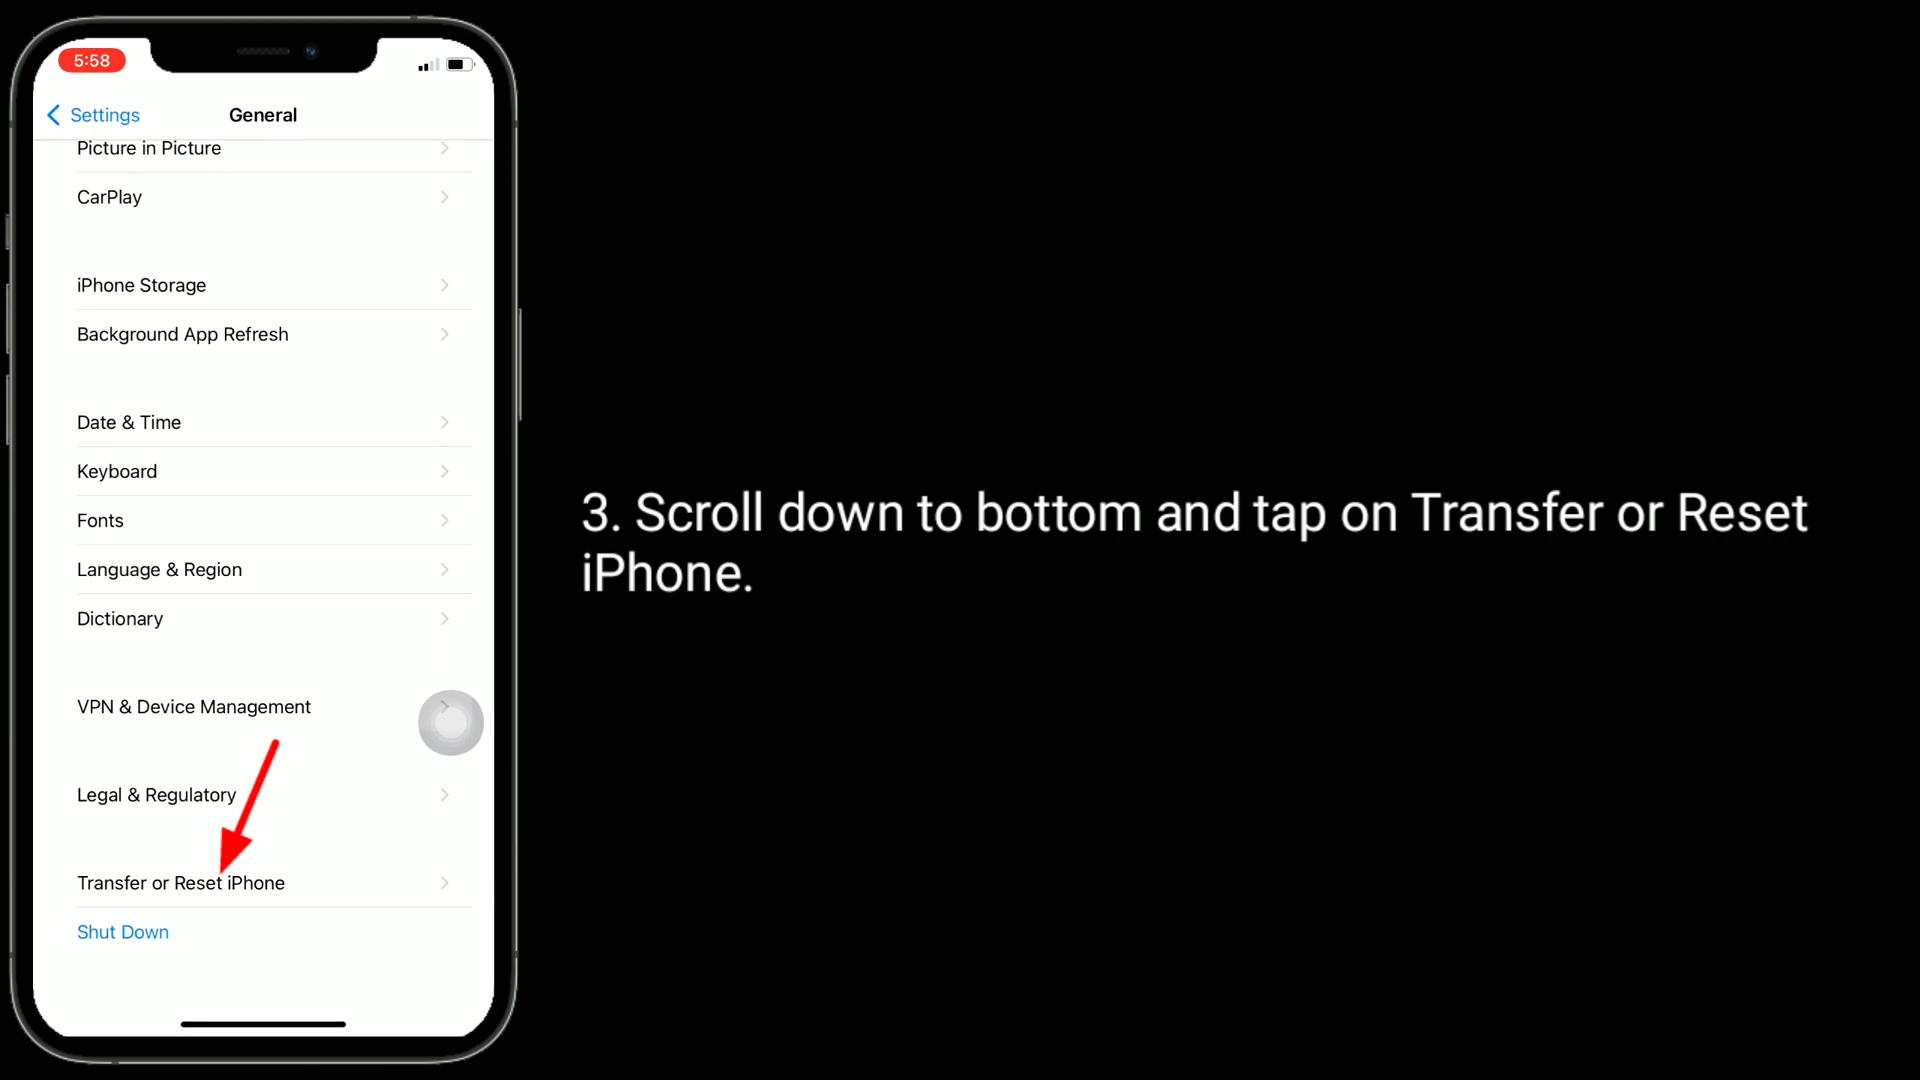 5:58
Settings
General
Picture in Picture
CarPlay
iPhone Storage
Background App Refresh
Date & Time
Keyboard
Fonts
Language & Region
Dictionary
VPN & Device Management
Legal & Regulatory
Transfer or Reset iPhone
Shut Down
3. Scroll down to bottom and tap on Transfer or Reset
iPhone.